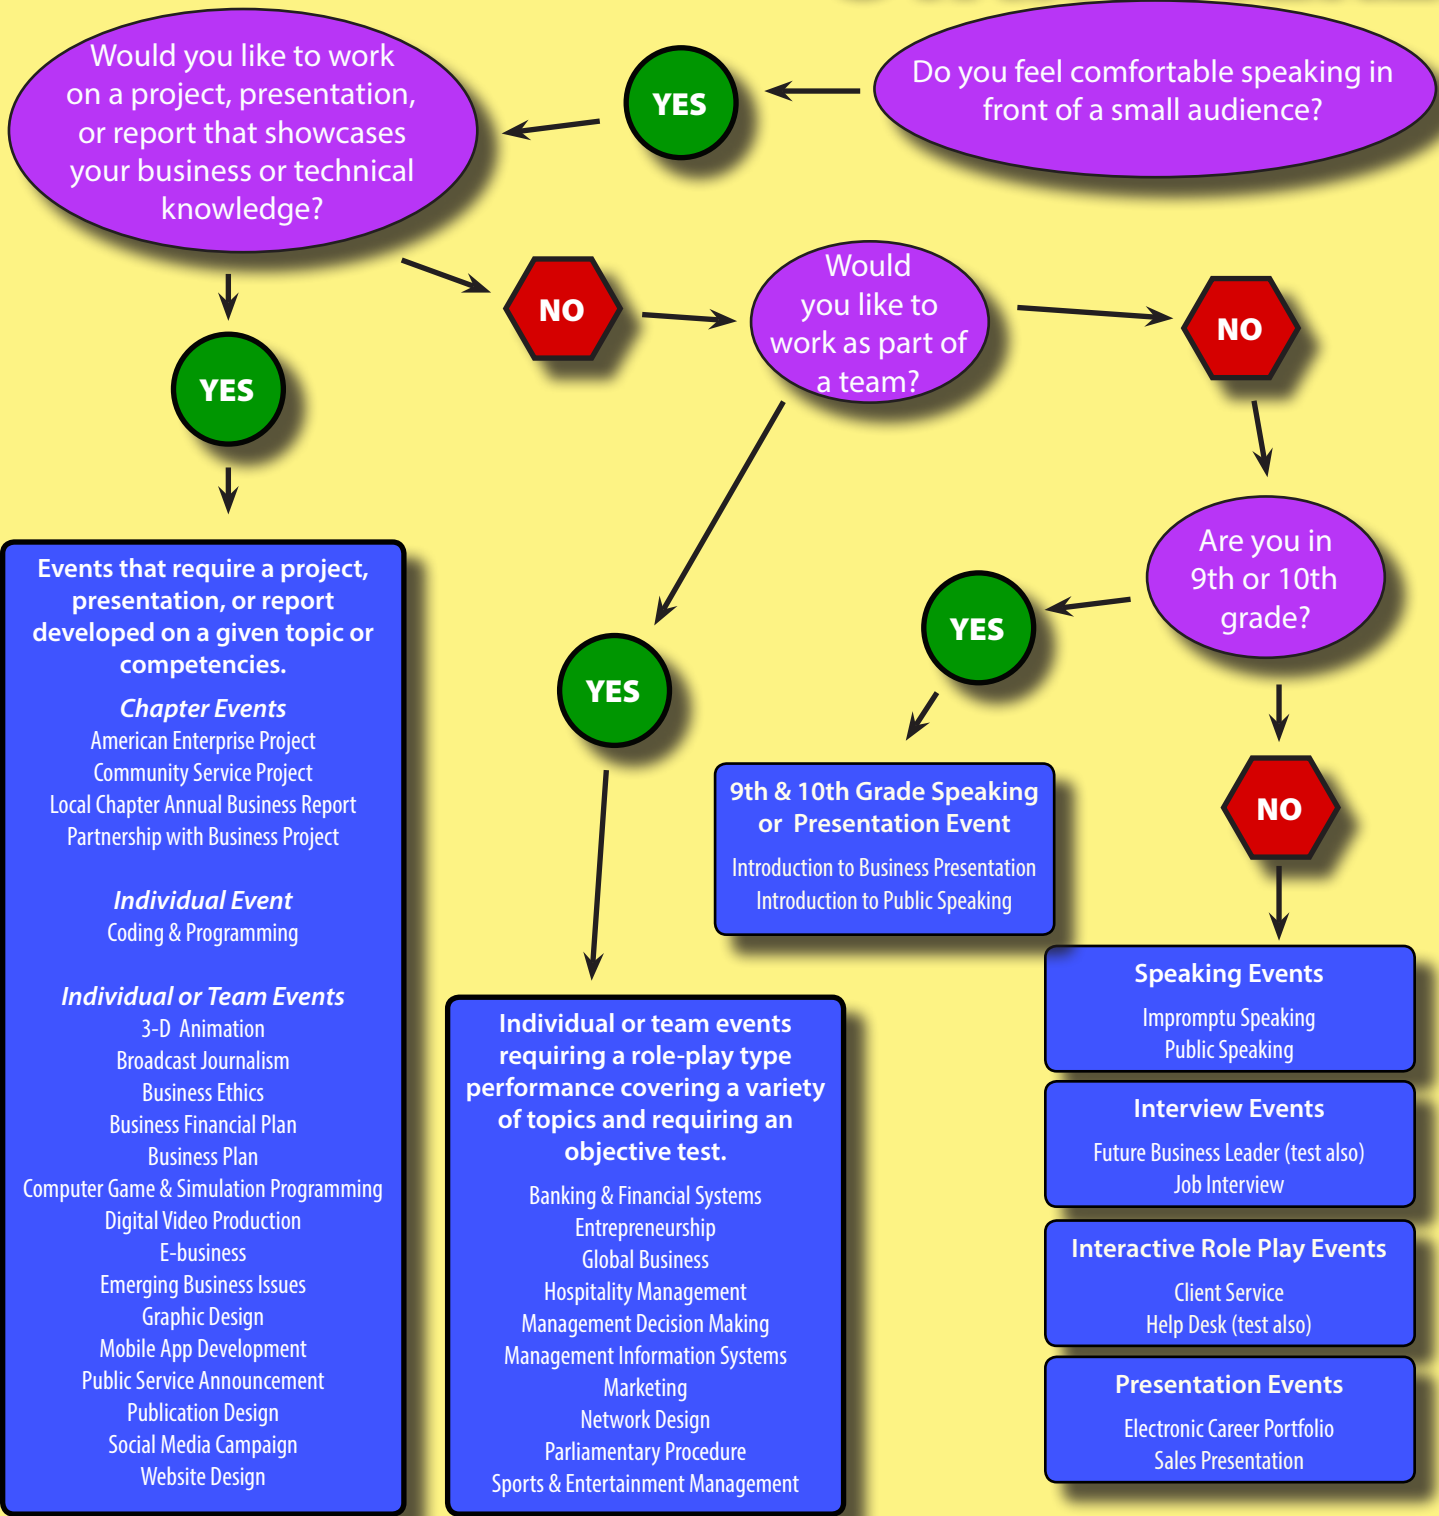 Would you like to work
on a project, presentation,
or report that showcases
your business or technical
knowledge?
YES
Do you feel comfortable speaking in
front of a small audience?
NO
Would
you like to
work as part of
a team?
NO
YES
Are you in
9th or 10th
grade?
YES
YES
NO
Events that require a project,
presentation, or report
developed on a given topic or
competencies.
Chapter Events
American Enterprise Project
Community Service Project
Local Chapter Annual Business Report
Partnership with Business Project
Individual Event
Coding & Programming
Individual or Team Events
3-D Animation
Broadcast Journalism
Business Ethics
Business Financial Plan
Business Plan
Computer Game & Simulation Programming
Digital Video Production
E-business
Emerging Business Issues
Graphic Design
Mobile App Development
Public Service Announcement
Publication Design
Social Media Campaign
Website Design
Individual or team events
requiring a role-play type
performance covering a variety
of topics and requiring an
objective test.
Banking & Financial Systems
Entrepreneurship
Global Business
Hospitality Management
Management Decision Making
Management Information Systems
Marketing
Network Design
Parliamentary Procedure
Sports & Entertainment Management
9th & 10th Grade Speaking
or Presentation Event
Introduction to Business Presentation
Introduction to Public Speaking
Speaking Events
Impromptu Speaking
Public Speaking
Interview Events
Future Business Leader (test also)
Job Interview
Interactive Role Play Events
Client Service
Help Desk (test also)
Presentation Events
Electronic Career Portfolio
Sales Presentation